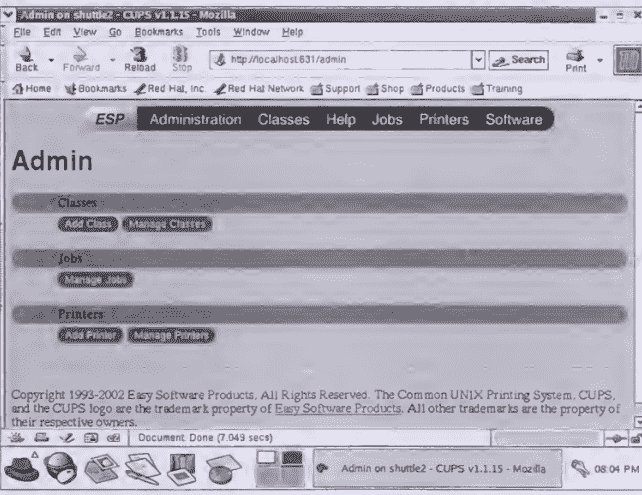 Admin on shuttle2 - CUPS v1.1.15 - Mozilla
File Edit View Go Bookmarks Tools Window Help
Back Forward Reload Stop http://localhost:631/admin Search Print
Home Bookmarks Red Hat, Inc. Red Hat Network Support Shop Products Training
ESP Administration Classes Help Jobs Printers Software
Admin
Classes
Add Class Manage Classes
Jobs
Manage Jobs
Printers
Add Printer Manage Printers
Copyright 1993-2002 Easy Software Products, All Rights Reserved. The Common UNIX Printing System, CUPS,
and the CUPS logo are the trademark property of Easy Software Products. All other trademarks are the property of
their respective owners.
Document: Done (7.049 secs)
Admin on shuttle2 - CUPS v1.1.15 - Mozilla 08:04 PM